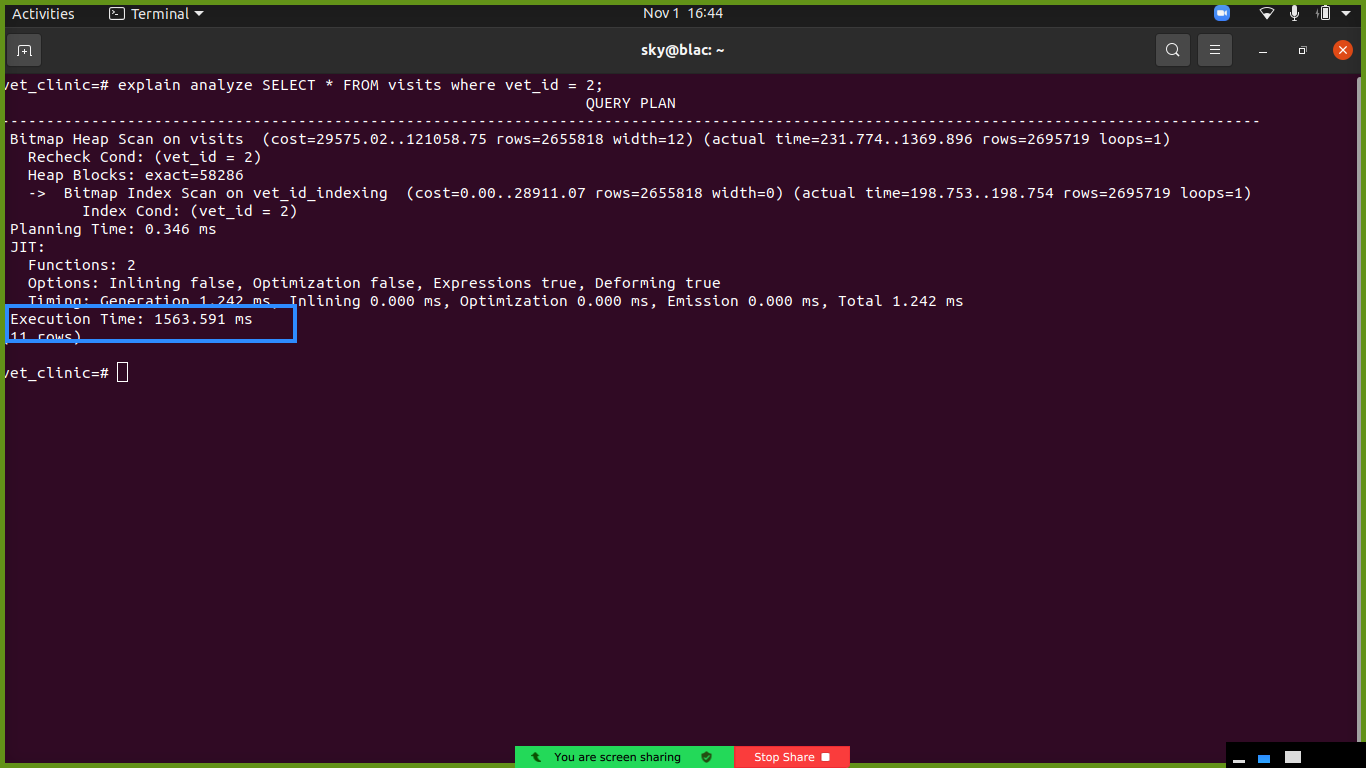 Activities Terminal Nov 1 16:44
sky@blac: ~
vet_clinic=# explain analyze SELECT * FROM visits where vet_id = 2;
QUERY PLAN
-----------------------------------------------------------------------------------------------------------------------------------------------
Bitmap Heap Scan on visits  (cost=29575.02..121058.75 rows=2655818 width=12) (actual time=231.774..1369.896 rows=2695719 loops=1)
Recheck Cond: (vet_id = 2)
Heap Blocks: exact=58286
->  Bitmap Index Scan on vet_id_indexing  (cost=0.00..28911.07 rows=2655818 width=0) (actual time=198.753..198.754 rows=2695719 loops=1)
Index Cond: (vet_id = 2)
Planning Time: 0.346 ms
JIT:
Functions: 2
Options: Inlining false, Optimization false, Expressions true, Deforming true
Timing: Generation 1.242 ms, Inlining 0.000 ms, Optimization 0.000 ms, Emission 0.000 ms, Total 1.242 ms
Execution Time: 1563.591 ms
(11 rows)
vet_clinic=#
You are screen sharing Stop Share